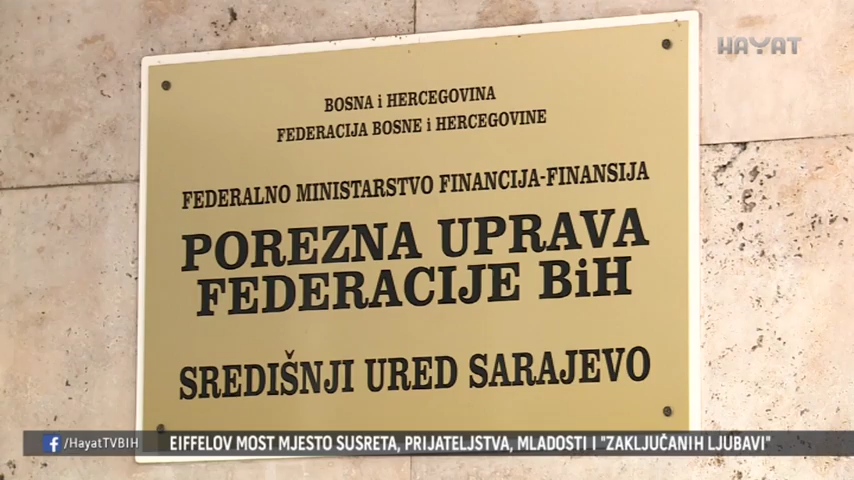 HAYAT
BOSNA i HERCEGOVINA
FEDERACIJA BOSNE i HERCEGOVINE
FEDERALNO MINISTARSTVO FINANCIJA-FINANSIJA
POREZNA UPRAVA
FEDERACIJE BiH
SREDIŠNJI URED SARAJEVO
/HayatTVBIH
EIFFELOV MOST MJESTO SUSRETA, PRIJATELJSTVA, MLADOSTI I "ZAKLJUČANIH LJUBAVI"